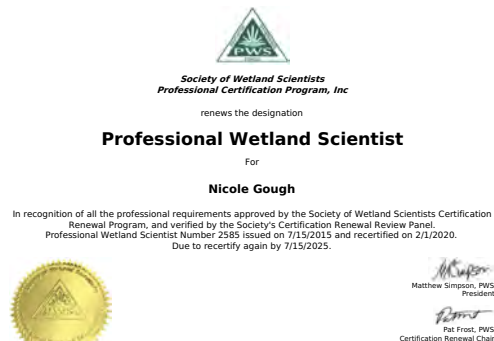 PWS
Society of Wetland Scientists
Professional Certification Program, Inc
renews the designation
Professional Wetland Scientist
For
Nicole Gough
In recognition of all the professional requirements approved by the Society of Wetland Scientists Certification
Renewal Program, and verified by the Society's Certification Renewal Review Panel.
Professional Wetland Scientist Number 2585 issued on 7/15/2015 and recertified on 2/1/2020.
Due to recertify again by 7/15/2025.
Matthew Simpson, PWS
President
Pat Frost, PWS
Certification Renewal Chair